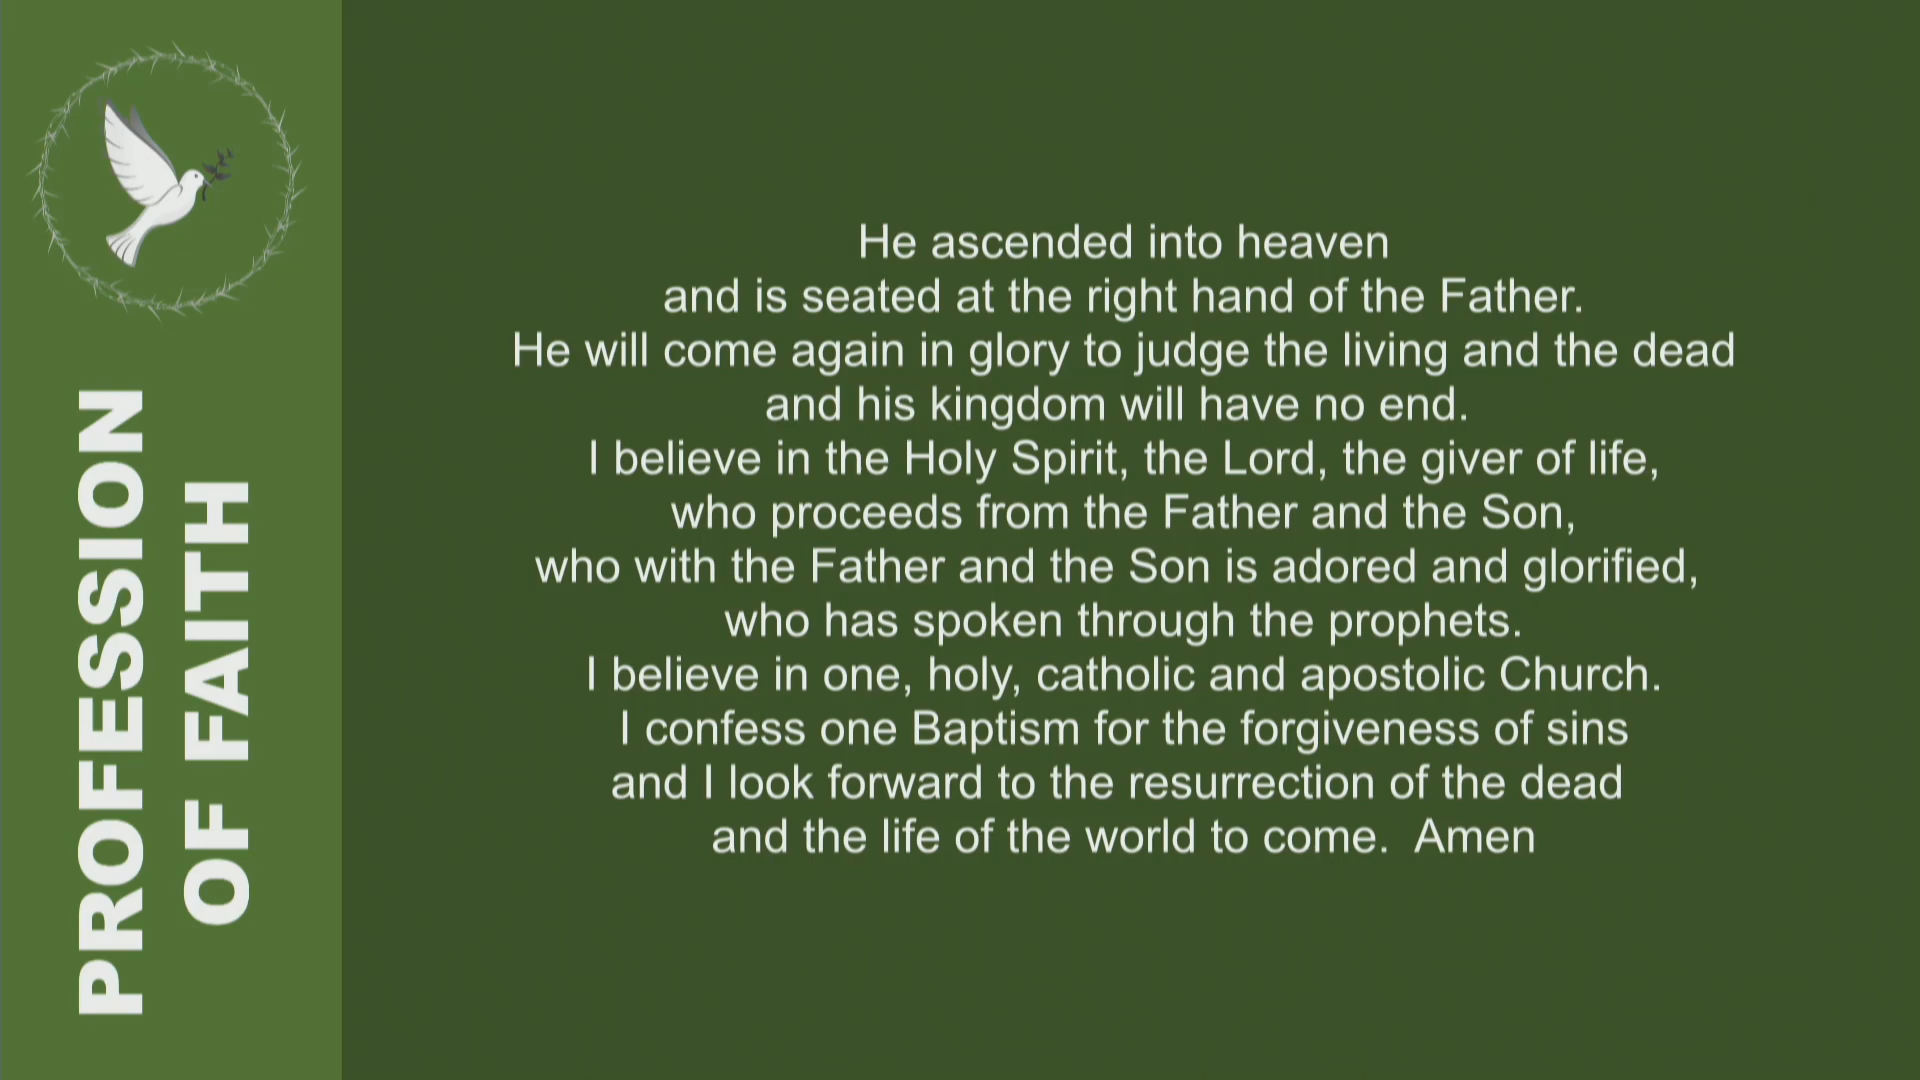 PROFESSION
OF FAITH
He ascended into heaven
and is seated at the right hand of the Father.
He will come again in glory to judge the living and the dead
and his kingdom will have no end.
I believe in the Holy Spirit, the Lord, the giver of life,
who proceeds from the Father and the Son,
who with the Father and the Son is adored and glorified,
who has spoken through the prophets.
I believe in one, holy, catholic and apostolic Church.
I confess one Baptism for the forgiveness of sins
and I look forward to the resurrection of the dead
and the life of the world to come.  Amen